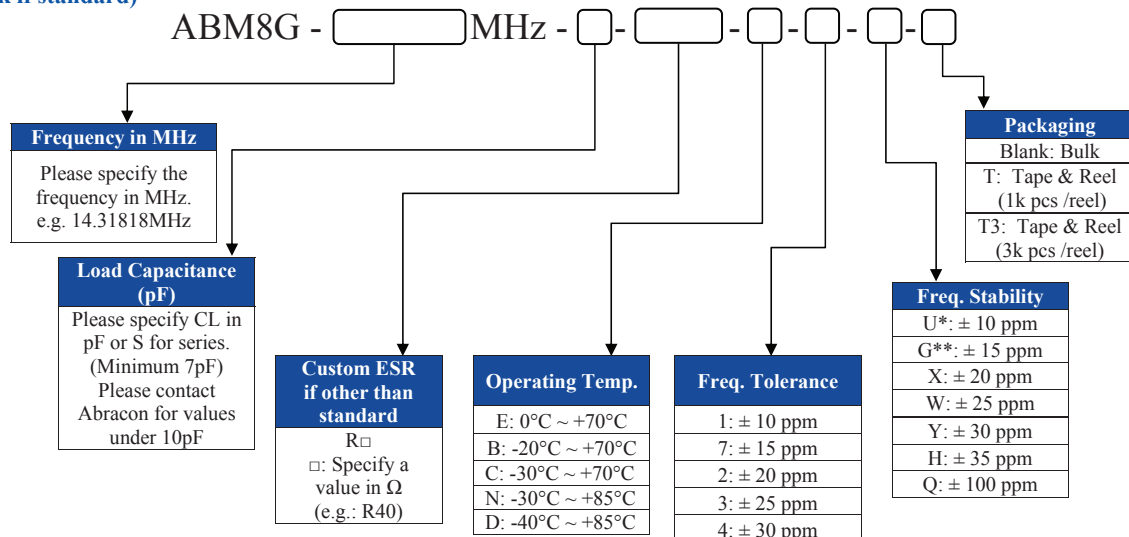 if standard)
ABM8G - MHz - - - - - -
Frequency in MHz
Please specify the
frequency in MHz.
e.g. 14.31818MHz
Load Capacitance
(pF)
Please specify CL in
pF or S for series.
(Minimum 7pF)
Please contact
Abracon for values
under 10pF
Custom ESR
if other than
standard
R□
□: Specify a
value in Ω
(e.g.: R40)
Operating Temp.
E: 0°C ~ +70°C
B: -20°C ~ +70°C
C: -30°C ~ +70°C
N: -30°C ~ +85°C
D: -40°C ~ +85°C
Freq. Tolerance
1: ± 10 ppm
7: ± 15 ppm
2: ± 20 ppm
3: ± 25 ppm
4: ± 30 ppm
Freq. Stability
U*: ± 10 ppm
G**: ± 15 ppm
X: ± 20 ppm
W: ± 25 ppm
Y: ± 30 ppm
H: ± 35 ppm
Q: ± 100 ppm
Packaging
Blank: Bulk
T: Tape & Reel
(1k pcs /reel)
T3: Tape & Reel
(3k pcs /reel)